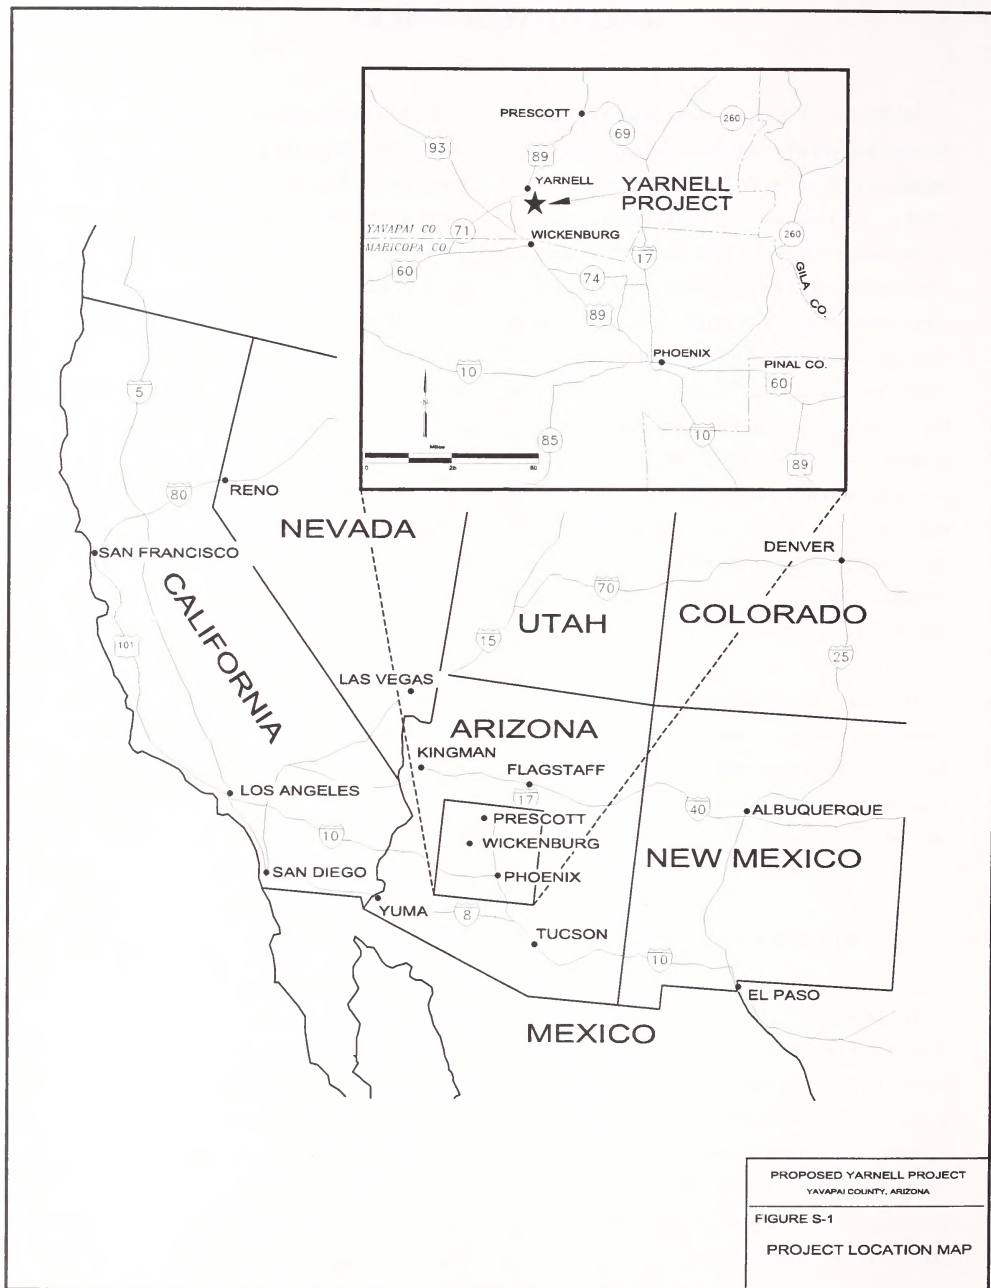 PRESCOTT
69
260
93
89
YARNELL
YARNELL
PROJECT
YAVAPAI CO
71
MARICOPA CO.
WICKENBURG
260
17
60
74
GILA CO.
89
PHOENIX
10
PINAL CO.
60
N
85
10
Miles
89
0
5
80
RENO
NEVADA
SAN FRANCISCO
DENVER
CALIFORNIA
70
UTAH
COLORADO
101
15
25
LAS VEGAS
ARIZONA
KINGMAN
FLAGSTAFF
LOS ANGELES
17
40
ALBUQUERQUE
PRESCOTT
10
WICKENBURG
NEW MEXICO
SAN DIEGO
PHOENIX
YUMA
8
TUCSON
10
EL PASO
MEXICO
PROPOSED YARNELL PROJECT
YAVAPAI COUNTY, ARIZONA
FIGURE S-1
PROJECT LOCATION MAP